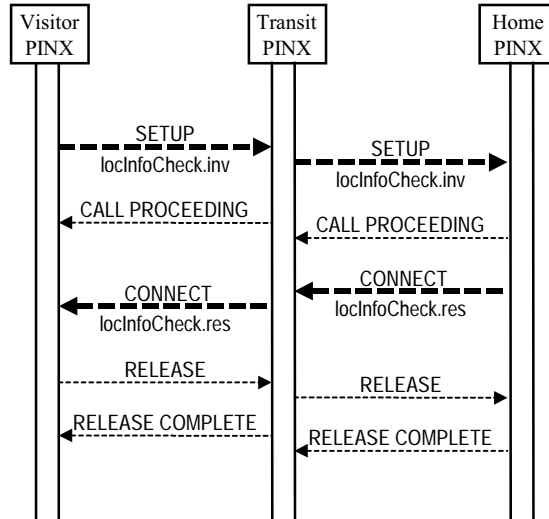 Visitor
PINX
Transit
PINX
Home
PINX
SETUP
locInfoCheck.inv
SETUP
locInfoCheck.inv
CALL PROCEEDING
CALL PROCEEDING
CONNECT
locInfoCheck.res
CONNECT
locInfoCheck.res
RELEASE
RELEASE
RELEASE COMPLETE
RELEASE COMPLETE